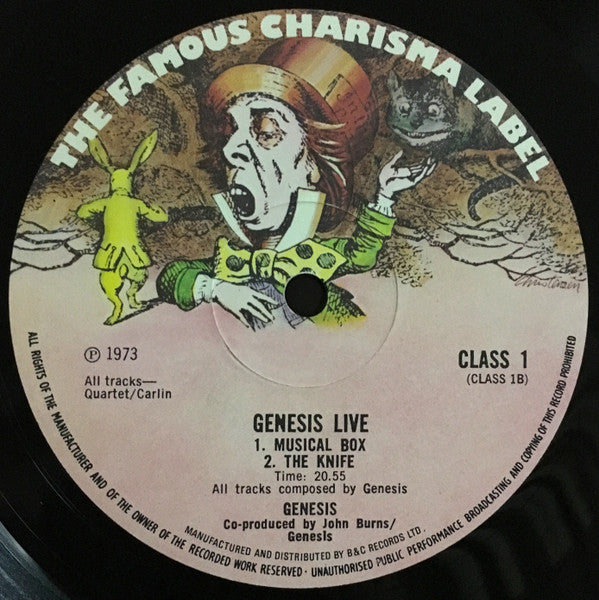 THE FAMOUS CHARISMA LABEL
Christensen
℗ 1973
CLASS 1
(CLASS 1B)
All tracks—
Quartet/Carlin
GENESIS LIVE
1. MUSICAL BOX
2. THE KNIFE
Time: 20.55
All tracks composed by Genesis
GENESIS
Co-produced by John Burns/
Genesis
MANUFACTURED AND DISTRIBUTED BY B&C RECORDS LTD.
ALL RIGHTS OF THE MANUFACTURER AND OF THE OWNER OF THE RECORDED WORK RESERVED · UNAUTHORISED PUBLIC PERFORMANCE BROADCASTING AND COPYING OF THIS RECORD PROHIBITED